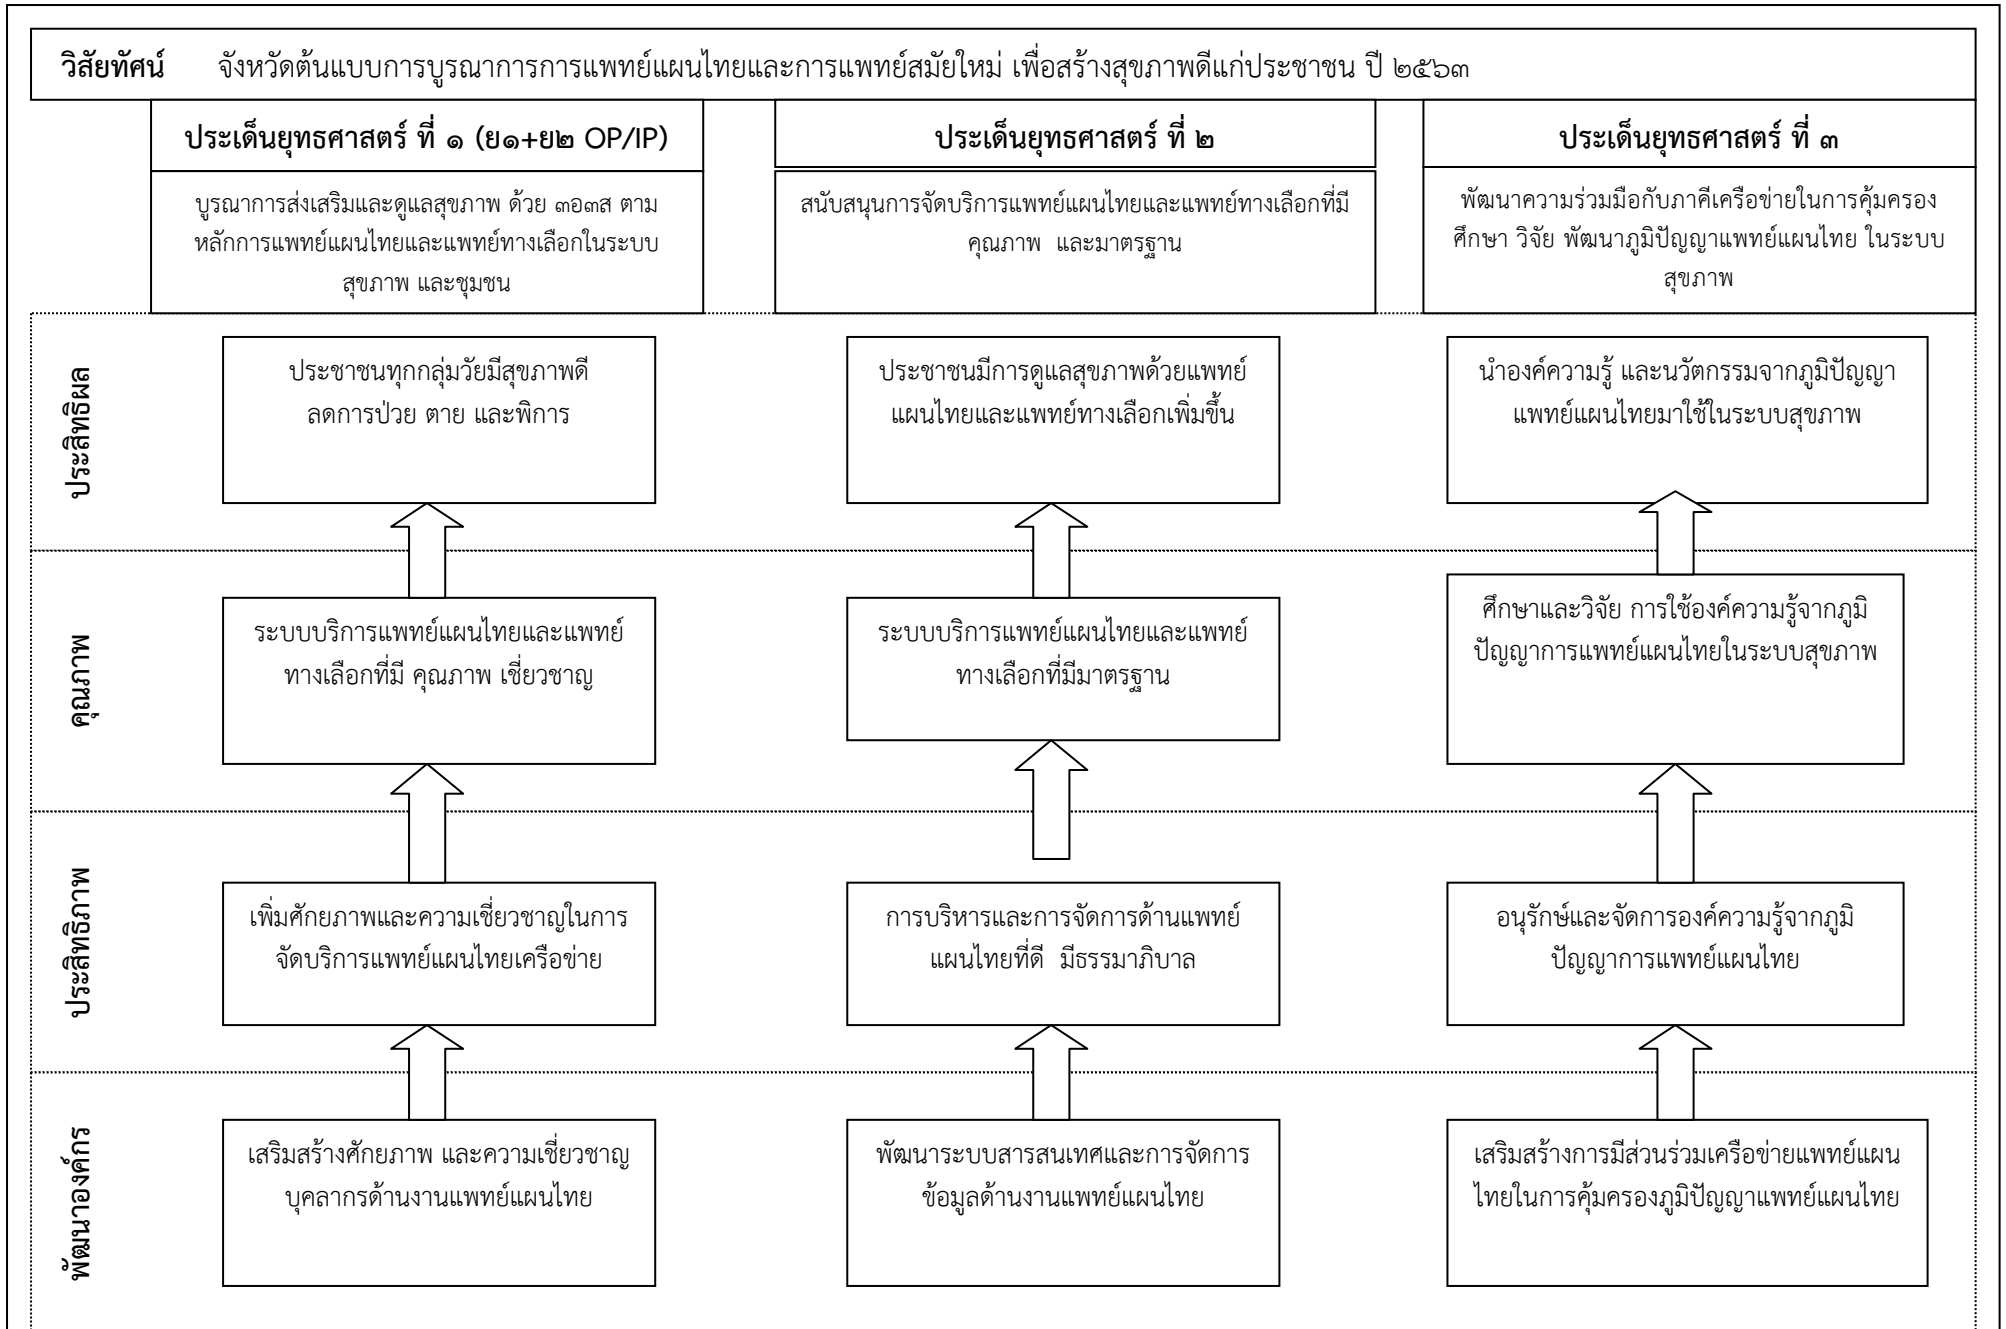 วิสัยทัศน์ จังหวัดต้นแบบการบูรณาการการแพทย์แผนไทยและการแพทย์สมัยใหม่ เพื่อสร้างสุขภาพดีแก่ประชาชน ปี ๒๕๖๓
ประเด็นยุทธศาสตร์ ที่ ๑ (ย๑+ย๒ OP/IP)
บูรณาการส่งเสริมและดูแลสุขภาพ ด้วย ๓อ๓ส ตาม
หลักการแพทย์แผนไทยและแพทย์ทางเลือกในระบบ
สุขภาพ และชุมชน
ประเด็นยุทธศาสตร์ ที่ ๒
สนับสนุนการจัดบริการแพทย์แผนไทยและแพทย์ทางเลือกที่มี
คุณภาพ และมาตรฐาน
ประเด็นยุทธศาสตร์ ที่ ๓
พัฒนาความร่วมมือกับภาคีเครือข่ายในการคุ้มครอง
ศึกษา วิจัย พัฒนาภูมิปัญญาแพทย์แผนไทย ในระบบ
สุขภาพ
ประสิทธิผล
ประชาชนทุกกลุ่มวัยมีสุขภาพดี
ลดการป่วย ตาย และพิการ
ประชาชนมีการดูแลสุขภาพด้วยแพทย์
แผนไทยและแพทย์ทางเลือกเพิ่มขึ้น
นำองค์ความรู้ และนวัตกรรมจากภูมิปัญญา
แพทย์แผนไทยมาใช้ในระบบสุขภาพ
คุณภาพ
ระบบบริการแพทย์แผนไทยและแพทย์
ทางเลือกที่มี คุณภาพ เชี่ยวชาญ
ระบบบริการแพทย์แผนไทยและแพทย์
ทางเลือกที่มีมาตรฐาน
ศึกษาและวิจัย การใช้องค์ความรู้จากภูมิ
ปัญญาการแพทย์แผนไทยในระบบสุขภาพ
ประสิทธิภาพ
เพิ่มศักยภาพและความเชี่ยวชาญในการ
จัดบริการแพทย์แผนไทยเครือข่าย
การบริหารและการจัดการด้านแพทย์
แผนไทยที่ดี มีธรรมาภิบาล
อนุรักษ์และจัดการองค์ความรู้จากภูมิ
ปัญญาการแพทย์แผนไทย
พัฒนาองค์กร
เสริมสร้างศักยภาพ และความเชี่ยวชาญ
บุคลากรด้านงานแพทย์แผนไทย
พัฒนาระบบสารสนเทศและการจัดการ
ข้อมูลด้านงานแพทย์แผนไทย
เสริมสร้างการมีส่วนร่วมเครือข่ายแพทย์แผน
ไทยในการคุ้มครองภูมิปัญญาแพทย์แผนไทย